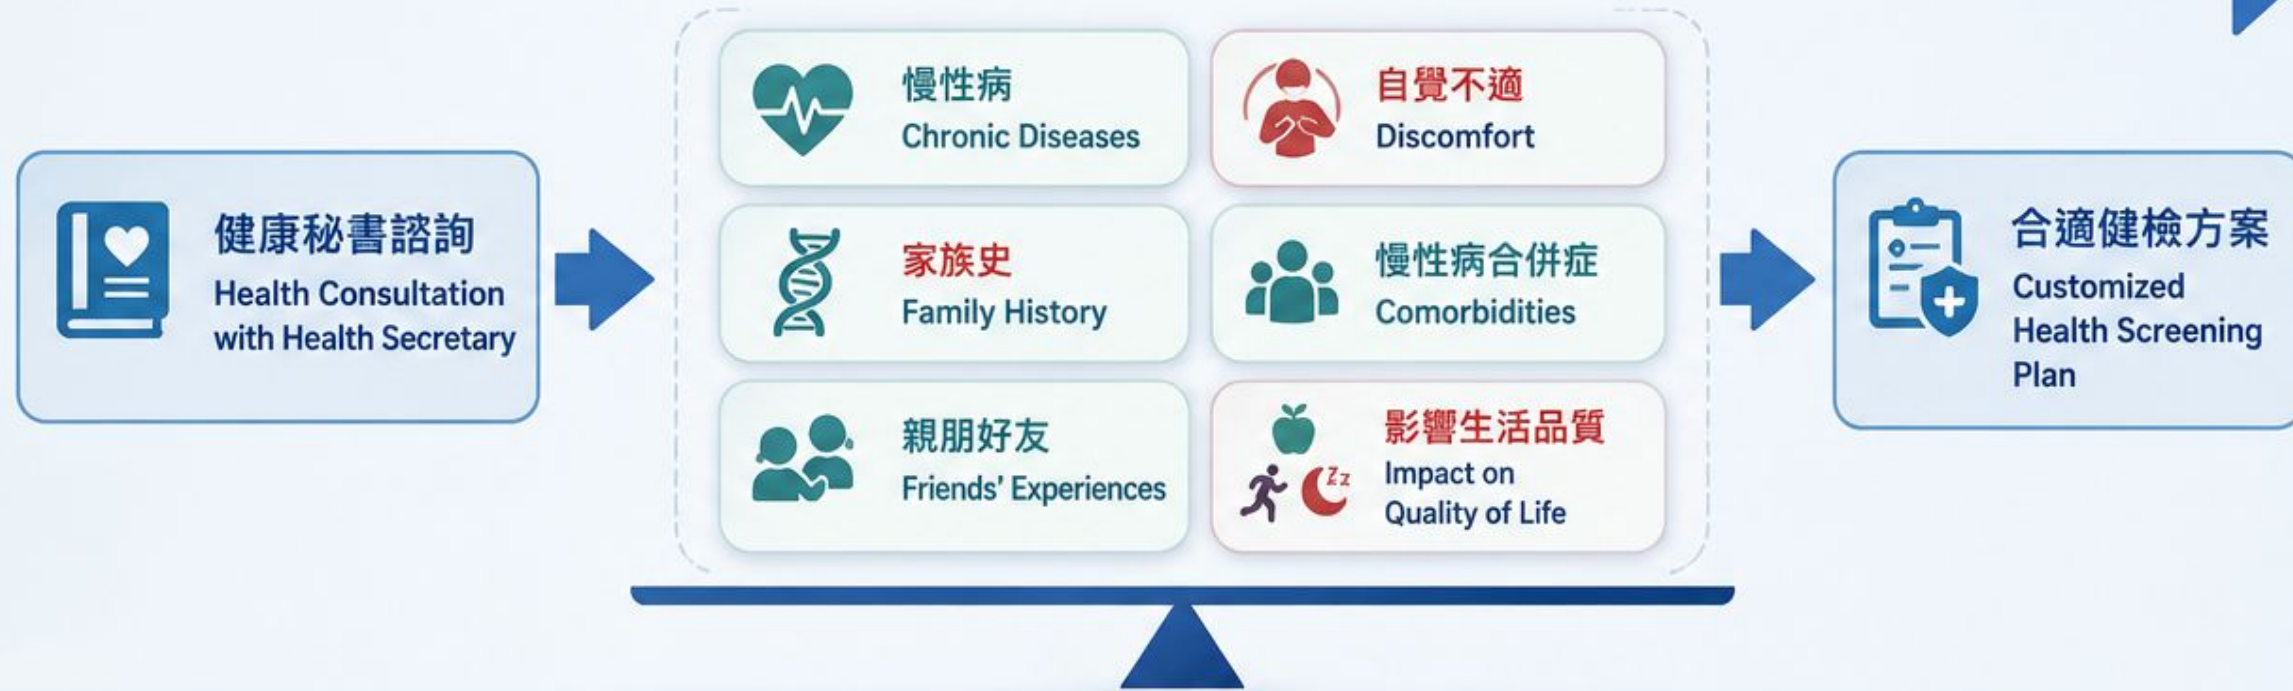 健康秘書諮詢
Health Consultation
with Health Secretary
慢性病
Chronic Diseases
自覺不適
Discomfort
家族史
Family History
慢性病合併症
Comorbidities
親朋好友
Friends' Experiences
影響生活品質
Impact on
Quality of Life
zz
合適健檢方案
Customized
Health Screening
Plan